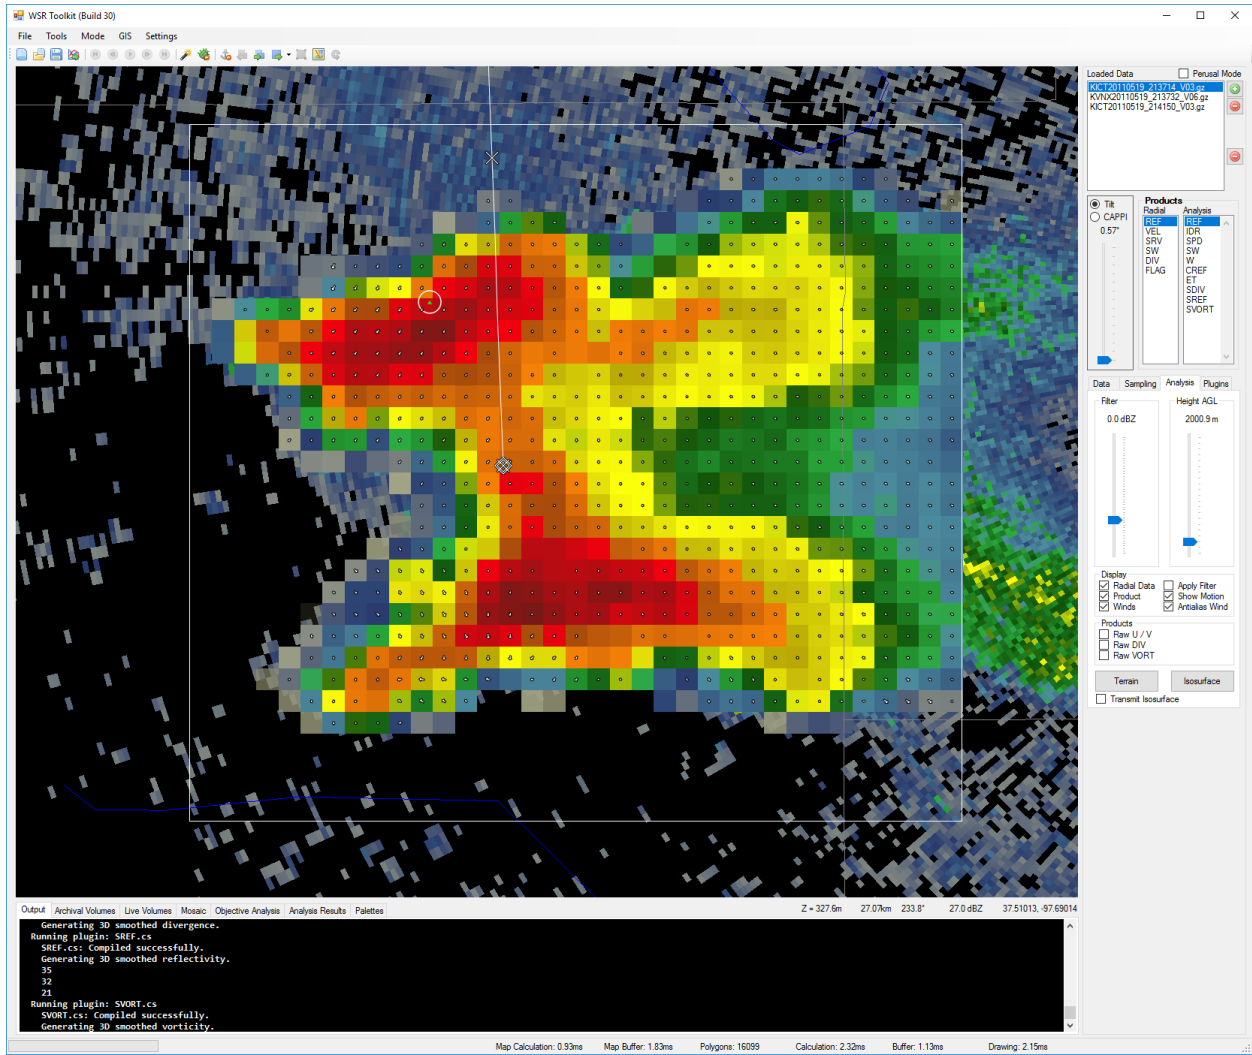 WSR Toolkit (Build 30)
File Tools Mode GIS Settings
Loaded Data Perusal Mode
KICT20110519_213714_V03.gz
KVNX20110519_213732_V06.gz
KICT20110519_214150_V03.gz
Tilt
CAPPI
0.57°
Products
Radial Analysis
REF REF
VEL IDR
SRV SPD
SW SW
DIV W
FLAG CREF
ET
SDIV
SREF
SVORT
Data Sampling Analysis Plugins
Filter Height AGL
0.0 dBZ 2000.9 m
Display
Radial Data Apply Filter
Product Show Motion
Winds Antialias Wind
Products
Raw U / V
Raw DIV
Raw VORT
Terrain Isosurface
Transmit Isosurface
Output Archival Volumes Live Volumes Mosaic Objective Analysis Analysis Results Palettes Z = 327.6m 27.07km 233.8° 27.0 dBZ 37.51013, -97.69014
Generating 3D smoothed divergence.
Running plugin: SREF.cs
SREF.cs: Compiled successfully.
Generating 3D smoothed reflectivity.
35
32
21
Running plugin: SVORT.cs
SVORT.cs: Compiled successfully.
Generating 3D smoothed vorticity.
Map Calculation: 0.93ms Map Buffer: 1.83ms Polygons: 16099 Calculation: 2.32ms Buffer: 1.13ms Drawing: 2.15ms